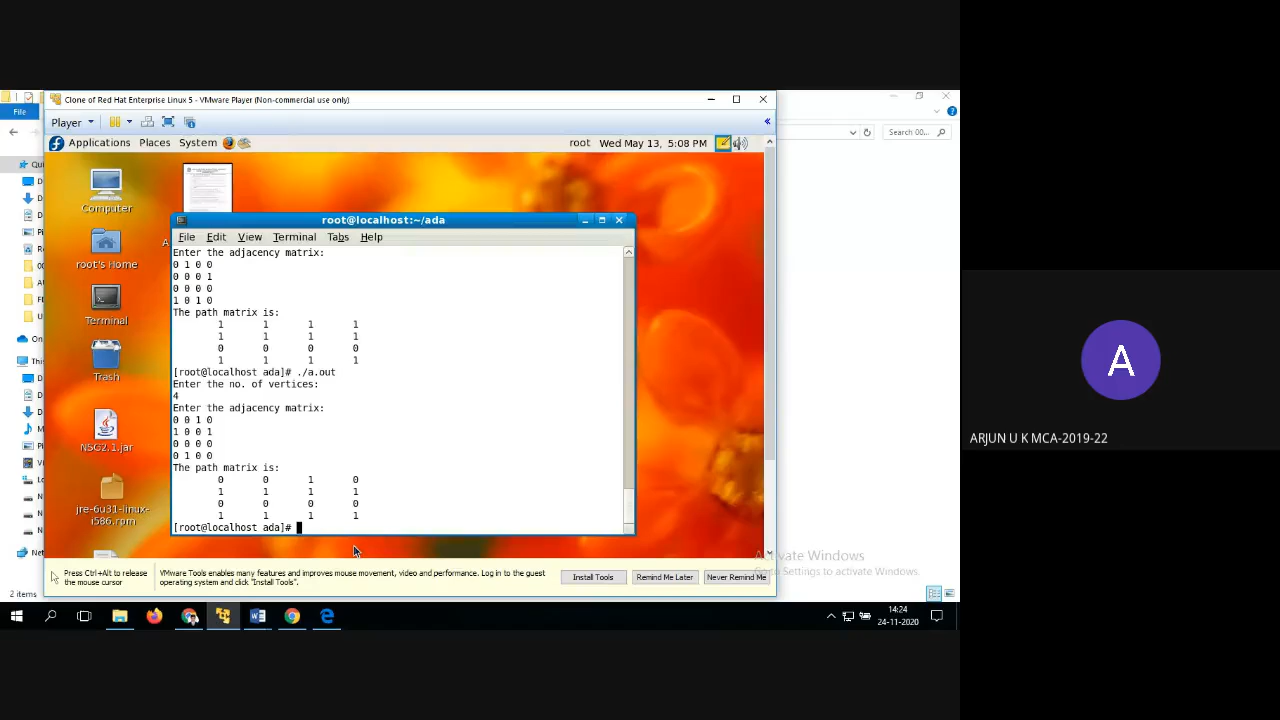 Clone of Red Hat Enterprise Linux 5 - VMware Player (Non-commercial use only)
File
Player
Search 00...
Applications Places System
root Wed May 13, 5:08 PM
Computer
root's Home
Terminal
Trash
NSG2.1.jar
jre-6u31-linux-
i586.rpm
root@localhost:~/ada
File Edit View Terminal Tabs Help
Enter the adjacency matrix:
0 1 0 0
0 0 0 1
0 0 0 0
1 0 1 0
The path matrix is:
1 1 1 1
1 1 1 1
0 0 0 0
1 1 1 1
[root@localhost ada]# ./a.out
Enter the no. of vertices:
4
Enter the adjacency matrix:
0 0 1 0
1 0 0 1
0 0 0 0
0 1 0 0
The path matrix is:
0 0 1 0
1 1 1 1
0 0 0 0
1 1 1 1
[root@localhost ada]#
Press Ctrl+Alt to release
the mouse cursor
VMware Tools enables many features and improves mouse movement, video and performance. Log in to the guest
operating system and click "Install Tools".
Install Tools
Remind Me Later
Never Remind Me
Activate Windows
Go to Settings to activate Windows.
2 items
14:24
24-11-2020
A
ARJUN U K MCA-2019-22